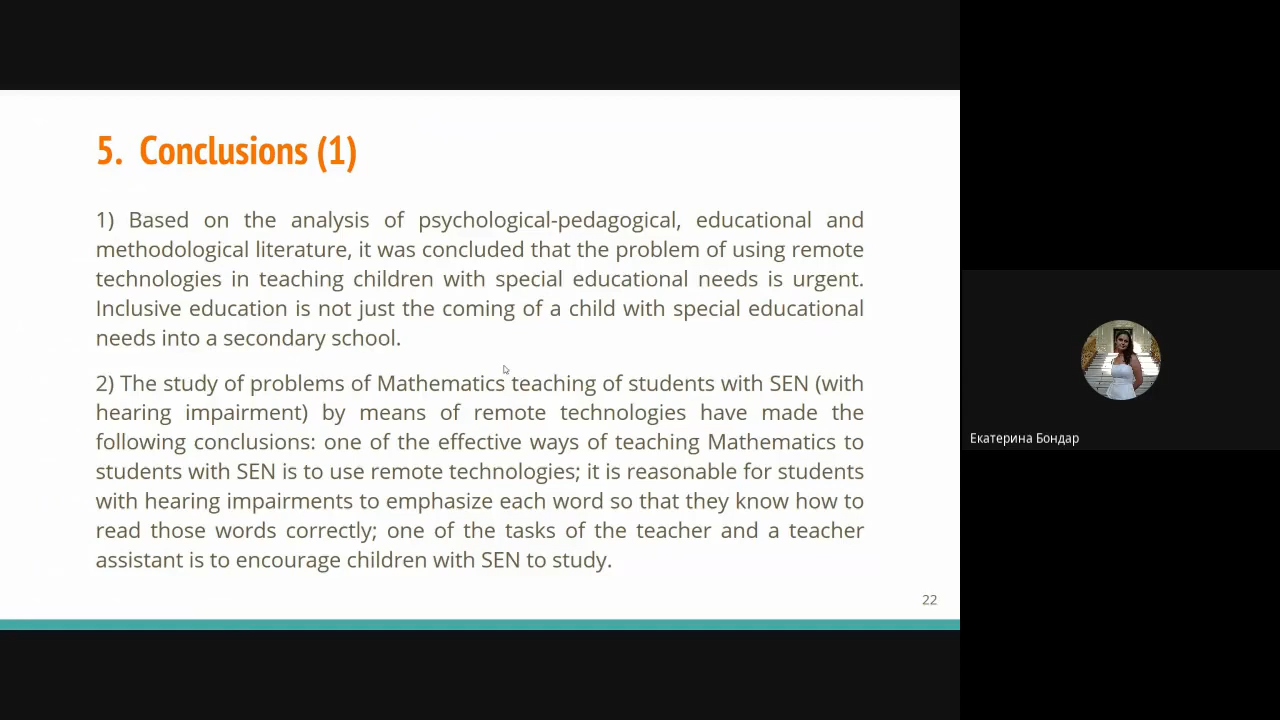 5. Conclusions (1)
1) Based on the analysis of psychological-pedagogical, educational and
methodological literature, it was concluded that the problem of using remote
technologies in teaching children with special educational needs is urgent.
Inclusive education is not just the coming of a child with special educational
needs into a secondary school.
2) The study of problems of Mathematics teaching of students with SEN (with
hearing impairment) by means of remote technologies have made the
following conclusions: one of the effective ways of teaching Mathematics to
students with SEN is to use remote technologies; it is reasonable for students
with hearing impairments to emphasize each word so that they know how to
read those words correctly; one of the tasks of the teacher and a teacher
assistant is to encourage children with SEN to study.
22
Екатерина Бондар